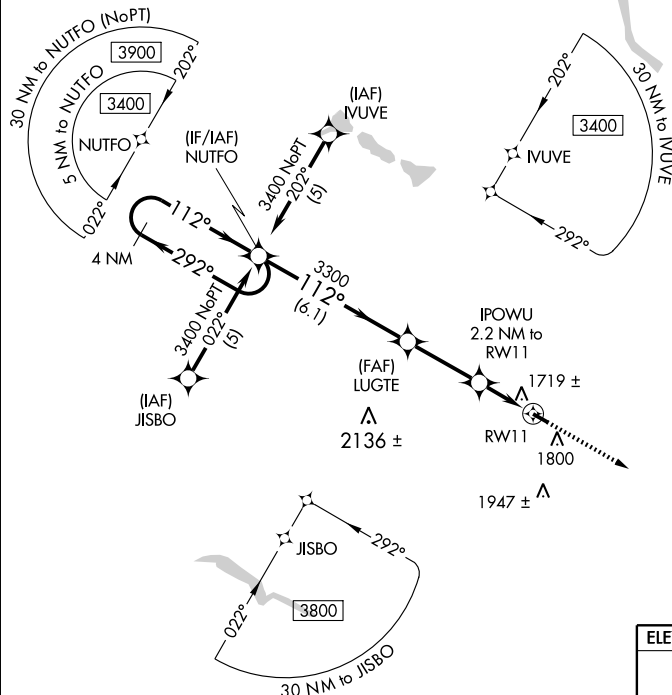 30 NM to NUTFO (NoPT)
3900
202°
5 NM to NUTFO
3400
NUTFO
022°
(IF/IAF)
NUTFO
(IAF)
IVUVE
3400 NoPT
202°
(5)
30 NM to IVUVE
202°
3400
IVUVE
292°
112°
4 NM
292°
3400 NoPT
022°
(5)
3300
112°
(6.1)
(IAF)
JISBO
(FAF)
LUGTE
IPOWU
2.2 NM to
RW11
1719 ±
RW11
1800
2136 ±
1947 ±
JISBO
292°
022°
3800
30 NM to JISBO
ELE